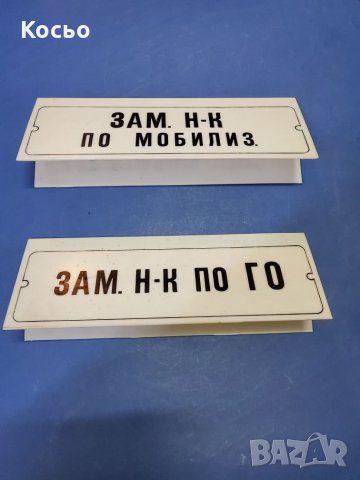 Косьо
ЗАМ. Н-К
ПО МОБИЛИЗ.
ЗАМ. Н-К ПО ГО
BAZAR